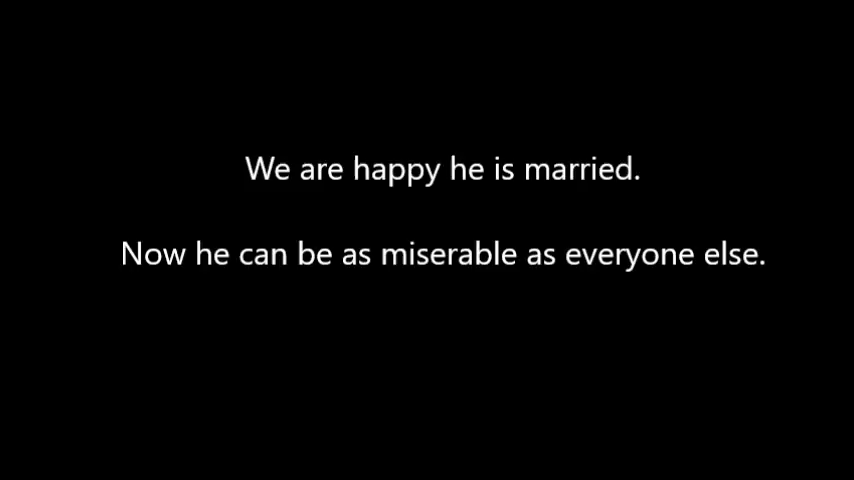 We are happy he is married.
Now he can be as miserable as everyone else.